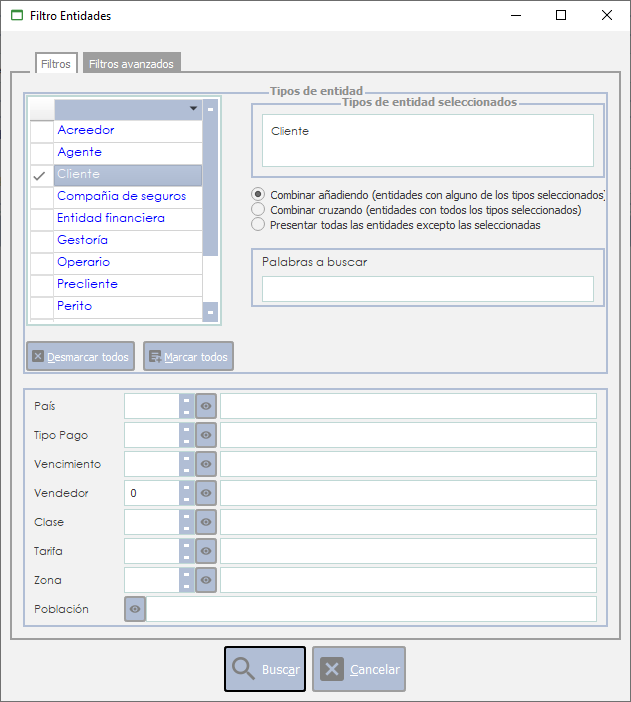 Filtro Entidades
Filtros
Filtros avanzados
Tipos de entidad
Acreedor
Agente
Cliente
Compañia de seguros
Entidad financiera
Gestoría
Operario
Precliente
Perito
Tipos de entidad seleccionados
Cliente
Combinar añadiendo (entidades con alguno de los tipos seleccionados)
Combinar cruzando (entidades con todos los tipos seleccionados)
Presentar todas las entidades excepto las seleccionadas
Palabras a buscar
Desmarcar todos
Marcar todos
País
Tipo Pago
Vencimiento
Vendedor 0
Clase
Tarifa
Zona
Población
Buscar
Cancelar